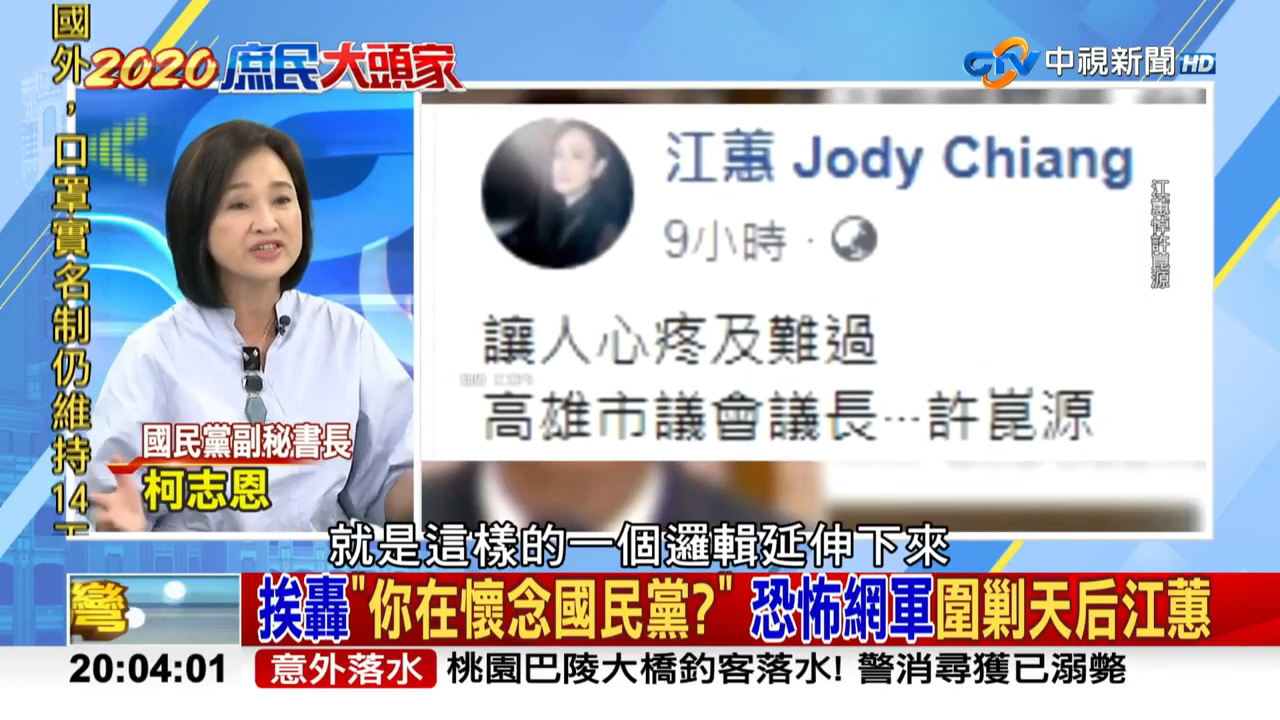 國外，口罩實名制仍維持14
2020庶民大頭家
CTV中視新聞HD
江蕙 Jody Chiang
9小時·
讓人心疼及難過
高雄市議會議長…許崑源
江蕙悼許崑源
國民黨副秘書長
柯志恩
就是這樣的一個邏輯延伸下來
灣
挨轟"你在懷念國民黨?" 恐怖網軍圍剿天后江蕙
20:04:01
意外落水
桃園巴陵大橋釣客落水! 警消尋獲已溺斃